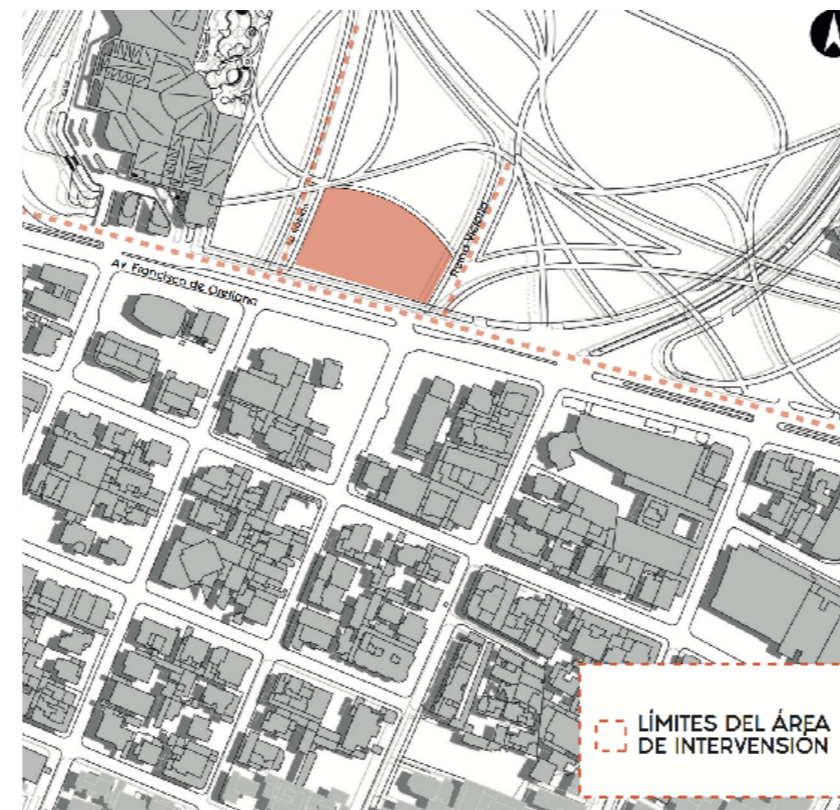 Av. Francisco de Orellana
LÍMITES DEL ÁREA
DE INTERVENSIÓN